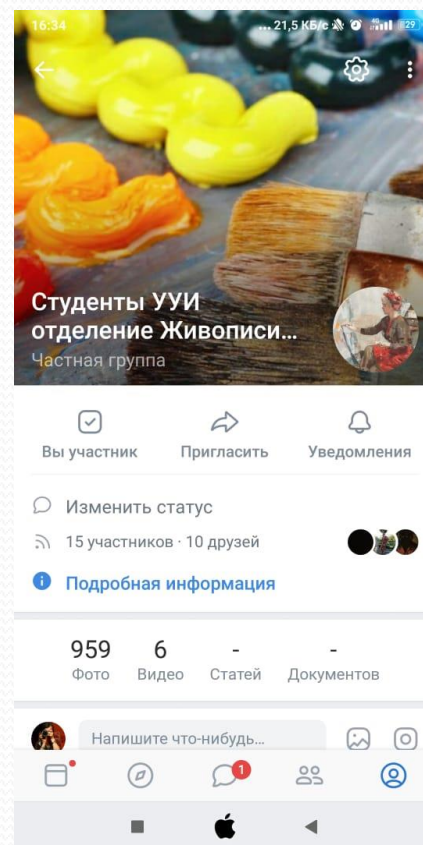 16:34
... 21,5 КБ/с 4G 29
Студенты УУИ
отделение Живописи...
Частная группа
Вы участник Пригласить Уведомления
Изменить статус
15 участников · 10 друзей
Подробная информация
959 6 - -
Фото Видео Статей Документов
Напишите что-нибудь...
1